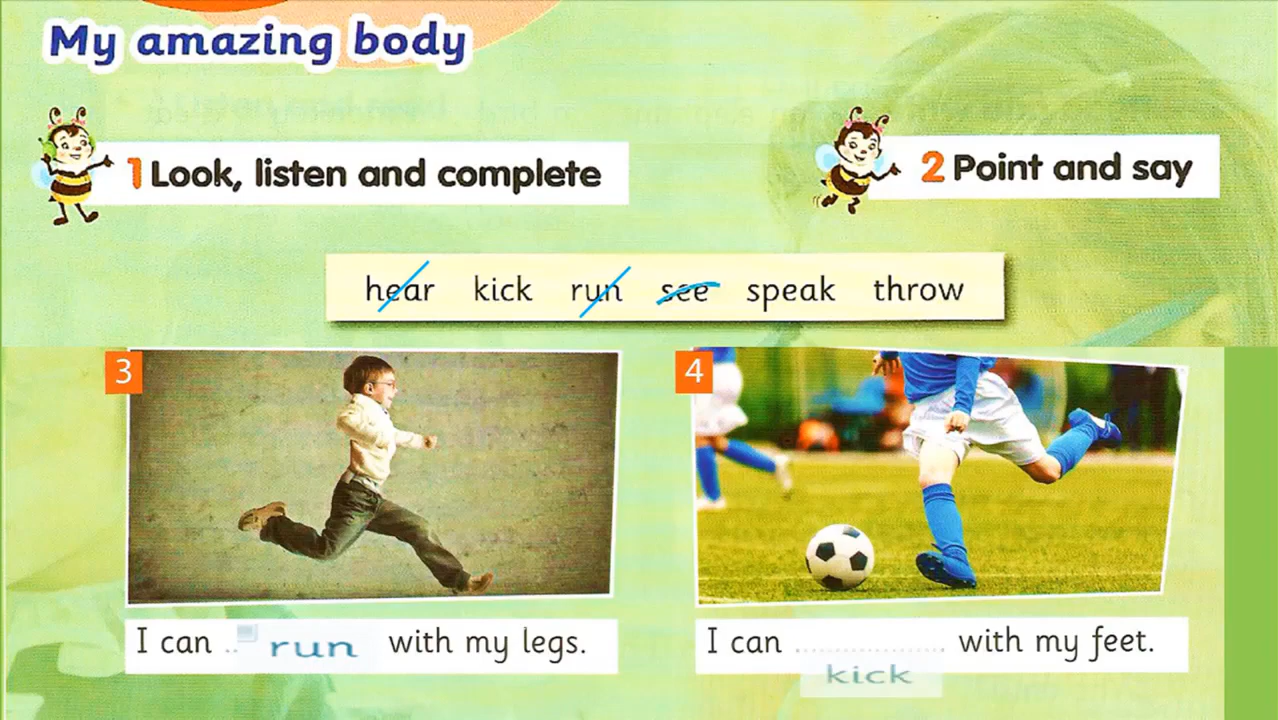 My amazing body
1 Look, listen and complete
2 Point and say
hear kick run see speak throw
3
4
I can .. run with my legs.
I can .................... with my feet.
kick